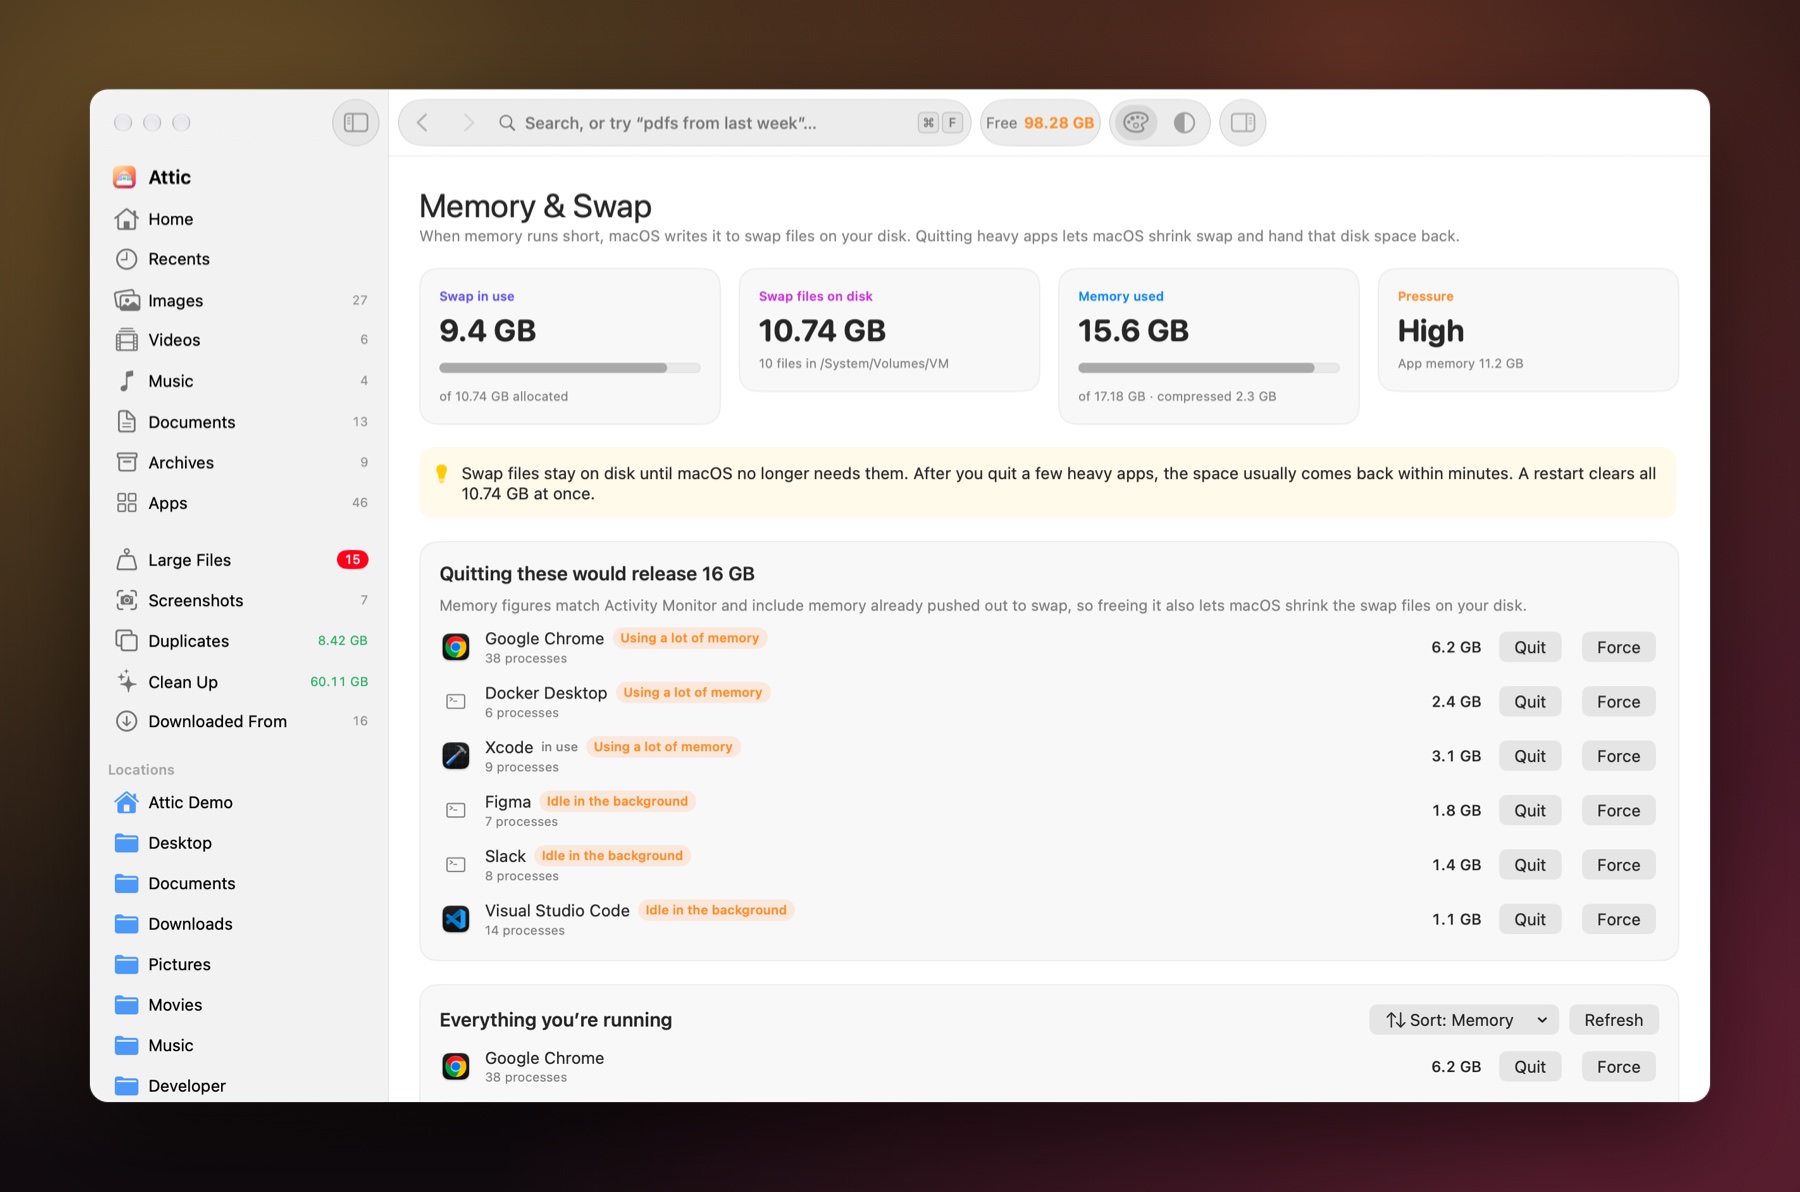 Search, or try “pdfs from last week”...
⌘ F
Free 98.28 GB
Attic
Home
Recents
Images 27
Videos 6
Music 4
Documents 13
Archives 9
Apps 46
Large Files 15
Screenshots 7
Duplicates 8.42 GB
Clean Up 60.11 GB
Downloaded From 16
Locations
Attic Demo
Desktop
Documents
Downloads
Pictures
Movies
Music
Developer
Memory & Swap
When memory runs short, macOS writes it to swap files on your disk. Quitting heavy apps lets macOS shrink swap and hand that disk space back.
Swap in use
9.4 GB
of 10.74 GB allocated
Swap files on disk
10.74 GB
10 files in /System/Volumes/VM
Memory used
15.6 GB
of 17.18 GB · compressed 2.3 GB
Pressure
High
App memory 11.2 GB
Swap files stay on disk until macOS no longer needs them. After you quit a few heavy apps, the space usually comes back within minutes. A restart clears all
10.74 GB at once.
Quitting these would release 16 GB
Memory figures match Activity Monitor and include memory already pushed out to swap, so freeing it also lets macOS shrink the swap files on your disk.
Google Chrome Using a lot of memory
38 processes
6.2 GB Quit Force
Docker Desktop Using a lot of memory
6 processes
2.4 GB Quit Force
Xcode in use Using a lot of memory
9 processes
3.1 GB Quit Force
Figma Idle in the background
7 processes
1.8 GB Quit Force
Slack Idle in the background
8 processes
1.4 GB Quit Force
Visual Studio Code Idle in the background
14 processes
1.1 GB Quit Force
Everything you’re running
Sort: Memory
Refresh
Google Chrome
38 processes
6.2 GB Quit Force